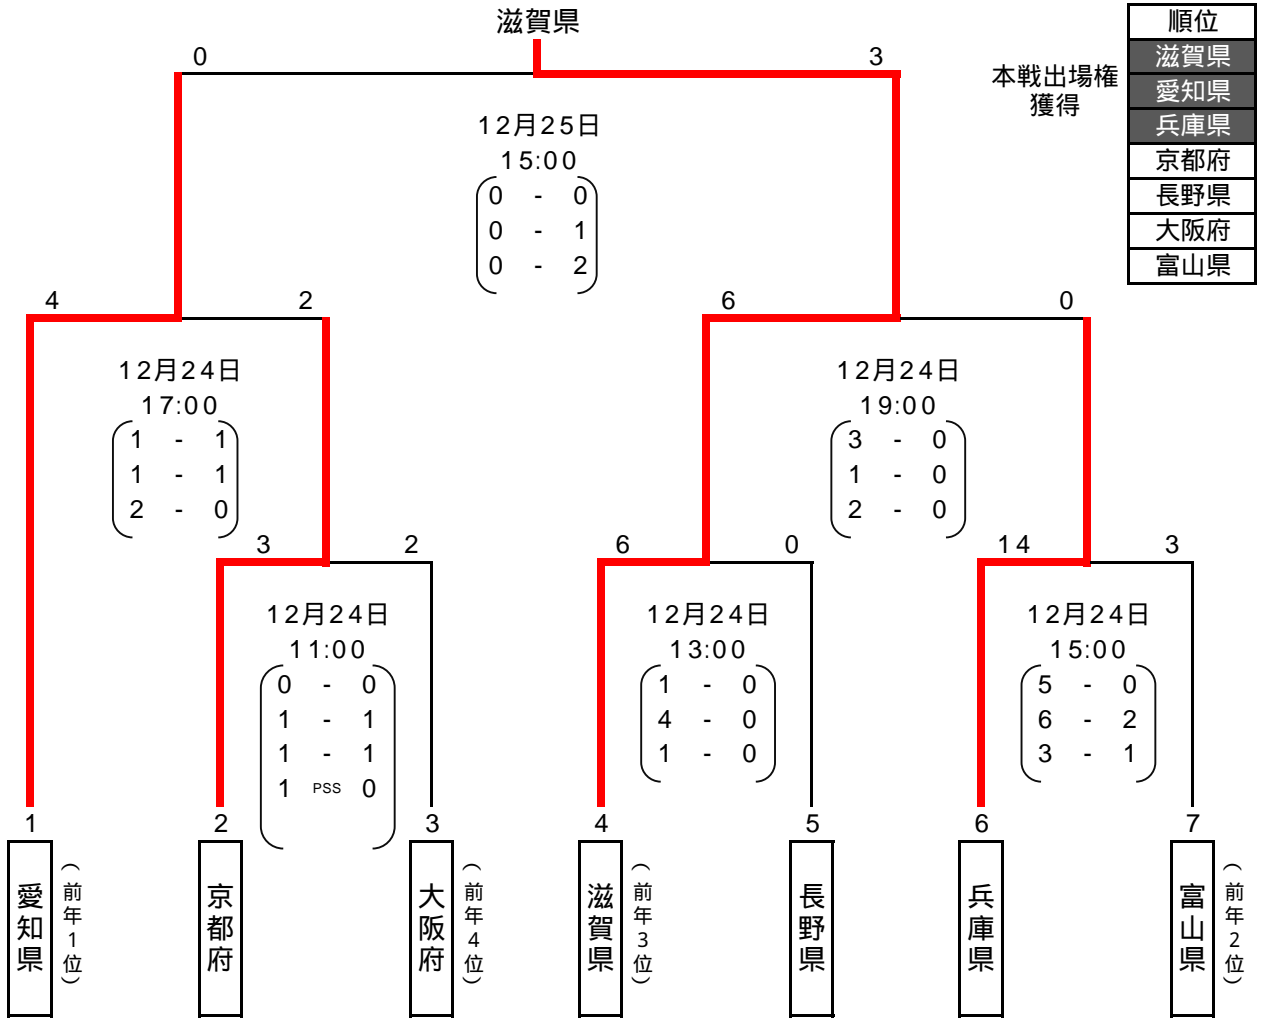 滋賀県
0 3
本戦出場権
獲得
順位
滋賀県
愛知県
兵庫県
京都府
長野県
大阪府
富山県
12月25日
15:00
0 - 0
0 - 1
0 - 2
4 2
12月24日
17:00
1 - 1
1 - 1
2 - 0
6 0
12月24日
19:00
3 - 0
1 - 0
2 - 0
3 2
12月24日
11:00
0 - 0
1 - 1
1 - 1
1 PSS 0
6 0
12月24日
13:00
1 - 0
4 - 0
1 - 0
14 3
12月24日
15:00
5 - 0
6 - 2
3 - 1
1
愛知県
(前年1位)
2
京都府
3
大阪府
(前年4位)
4
滋賀県
(前年3位)
5
長野県
6
兵庫県
7
富山県
(前年2位)